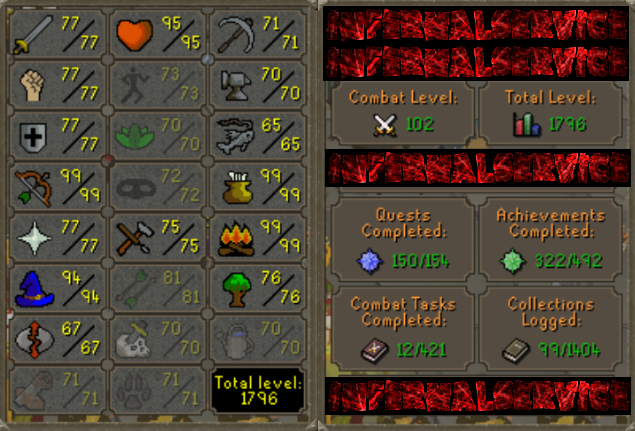 77/77 95/95 71/71
77/77 73/73 70/70
77/77 70/70 65/65
99/99 72/72 99/99
77/77 75/75 99/99
94/94 81/81 76/76
67/67 70/70 70/70
71/71 71/71 Total level:
1796
INFERNALSERVICE
INFERNALSERVICE
Combat Level: Total Level:
102 1796
INFERNALSERVICE
Quests Achievements
Completed: Completed:
150/154 322/492
Combat Tasks Collections
Completed: Logged:
12/421 99/1404
INFERNALSERVICE